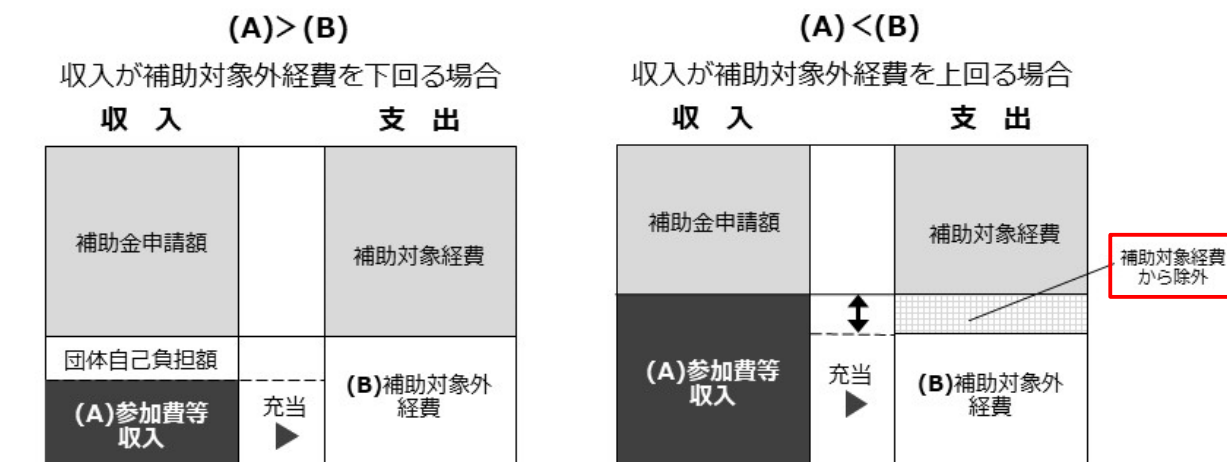 (A)>(B)
収入が補助対象外経費を下回る場合
収 入
支 出
補助金申請額
補助対象経費
団体自己負担額
(A)参加費等
収入
充当
(B)補助対象外
経費
(A)<(B)
収入が補助対象外経費を上回る場合
収 入
支 出
補助金申請額
補助対象経費
補助対象経費
から除外
(A)参加費等
収入
充当
(B)補助対象外
経費